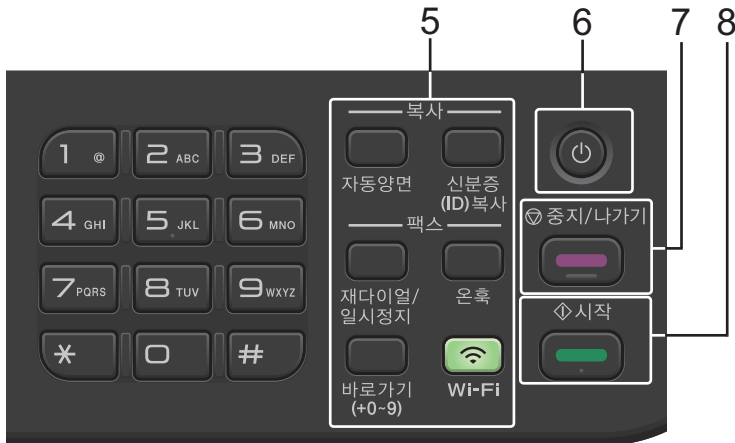 5
6
7
8
1 @
2 ABC
3 DEF
4 GHI
5 JKL
6 MNO
7 PQRS
8 TUV
9 WXYZ
*
0
#
복사
자동양면
신분증
(ID)복사
팩스
재다이얼/
일시정지
온훅
바로가기
(+0~9)
Wi-Fi
중지/나가기
시작